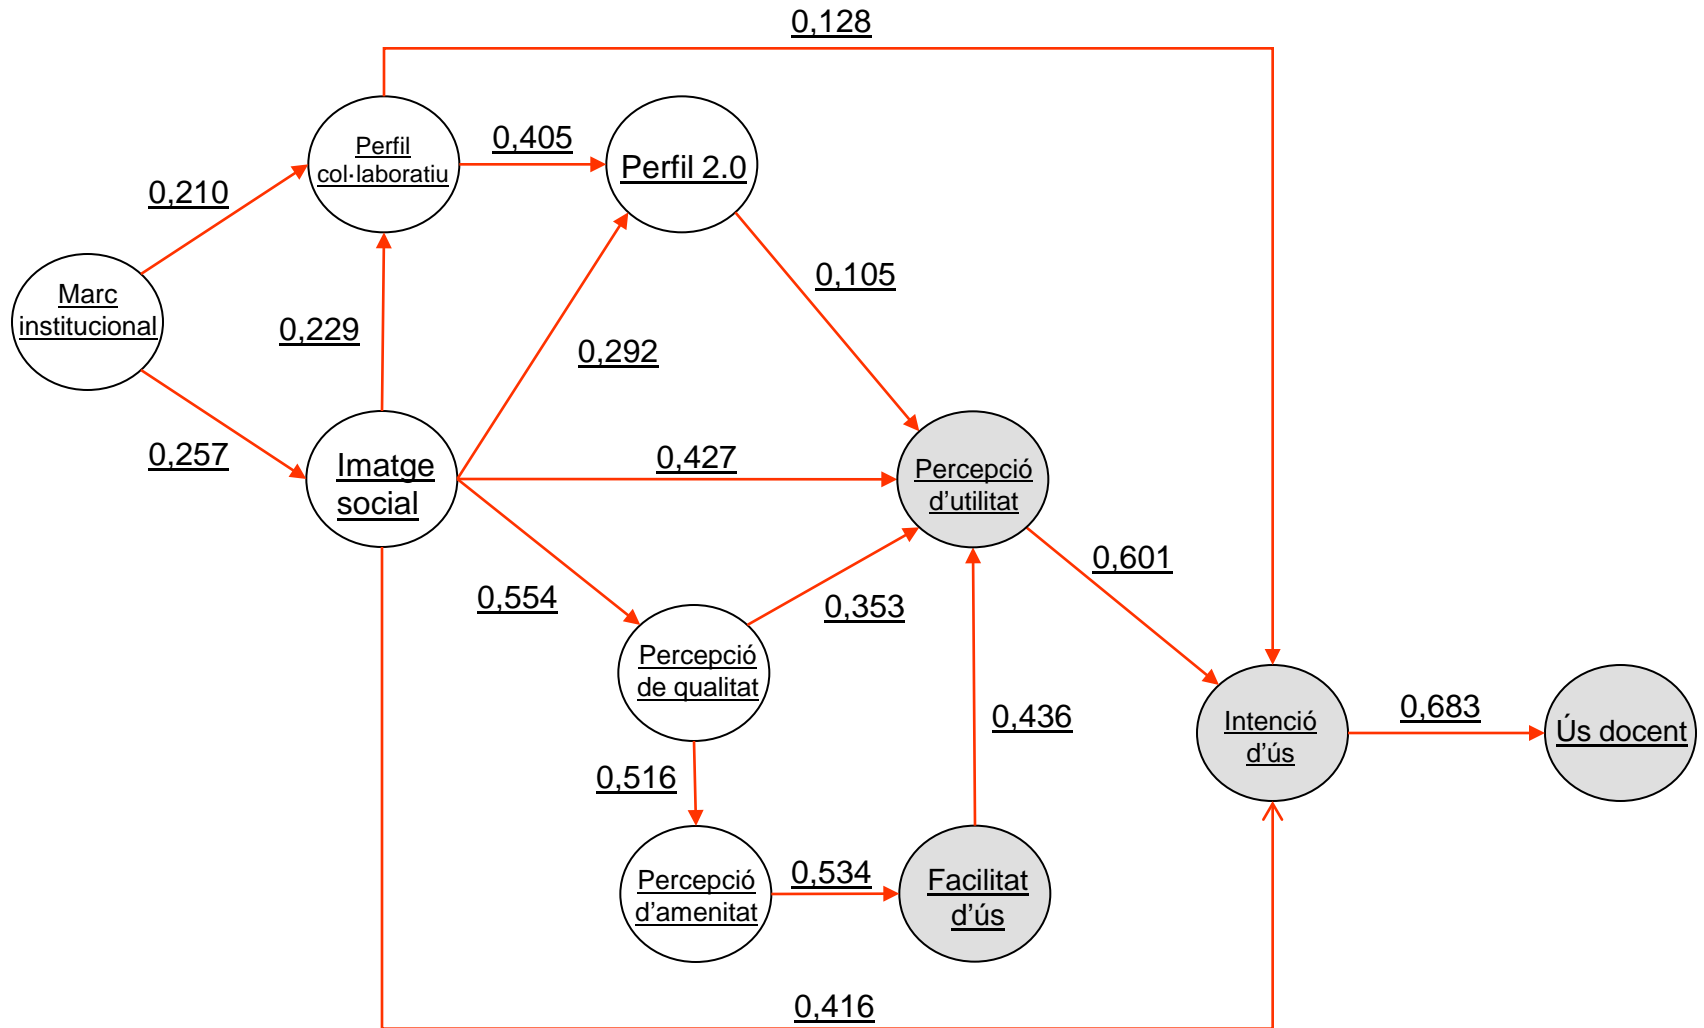 0,128
Perfil
col·laboratiu
0,405
Perfil 2.0
0,210
Marc
institucional
0,229
0,292
0,105
0,257
Imatge
social
0,427
Percepció
d’utilitat
0,554
0,353
0,601
Percepció
de qualitat
0,436
Intenció
d’ús
0,683
Ús docent
0,516
Percepció
d’amenitat
0,534
Facilitat
d’ús
0,416